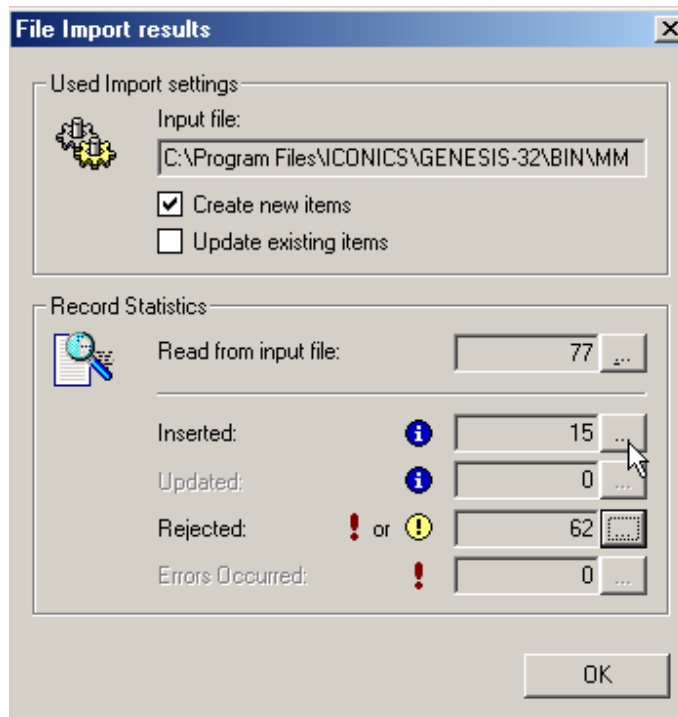 File Import results
Used Import settings
Input file:
C:\Program Files\ICONICS\GENESIS-32\BIN\MM
Create new items
Update existing items
Record Statistics
Read from input file: 77 ...
Inserted: 15 ...
Updated: 0 ...
Rejected: ! or ! 62 ...
Errors Occurred: ! 0 ...
OK